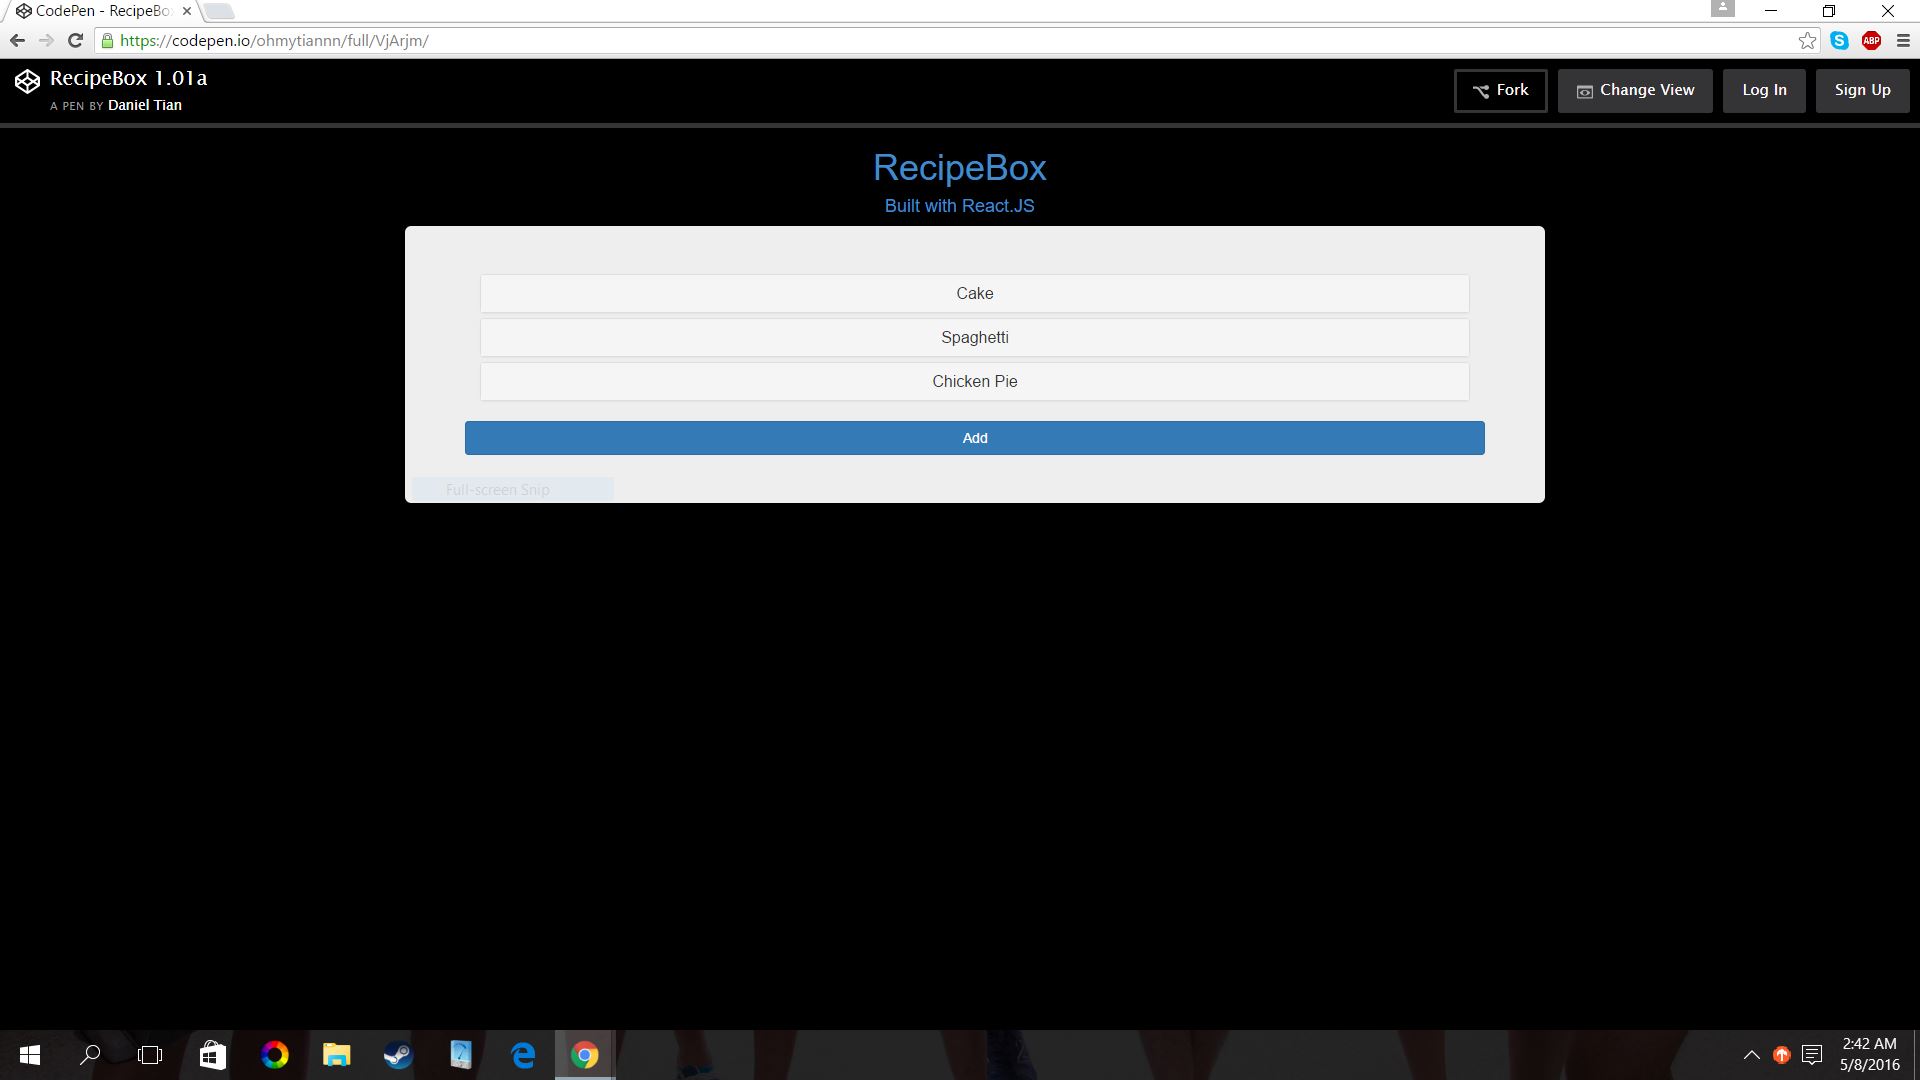 CodePen - RecipeBo
https://codepen.io/ohmytiannn/full/VjArjm/
S
ABP
RecipeBox 1.01a
A PEN BY Daniel Tian
Fork
Change View
Log In
Sign Up
RecipeBox
Built with React.JS
Cake
Spaghetti
Chicken Pie
Add
Full-screen Snip
2:42 AM
5/8/2016